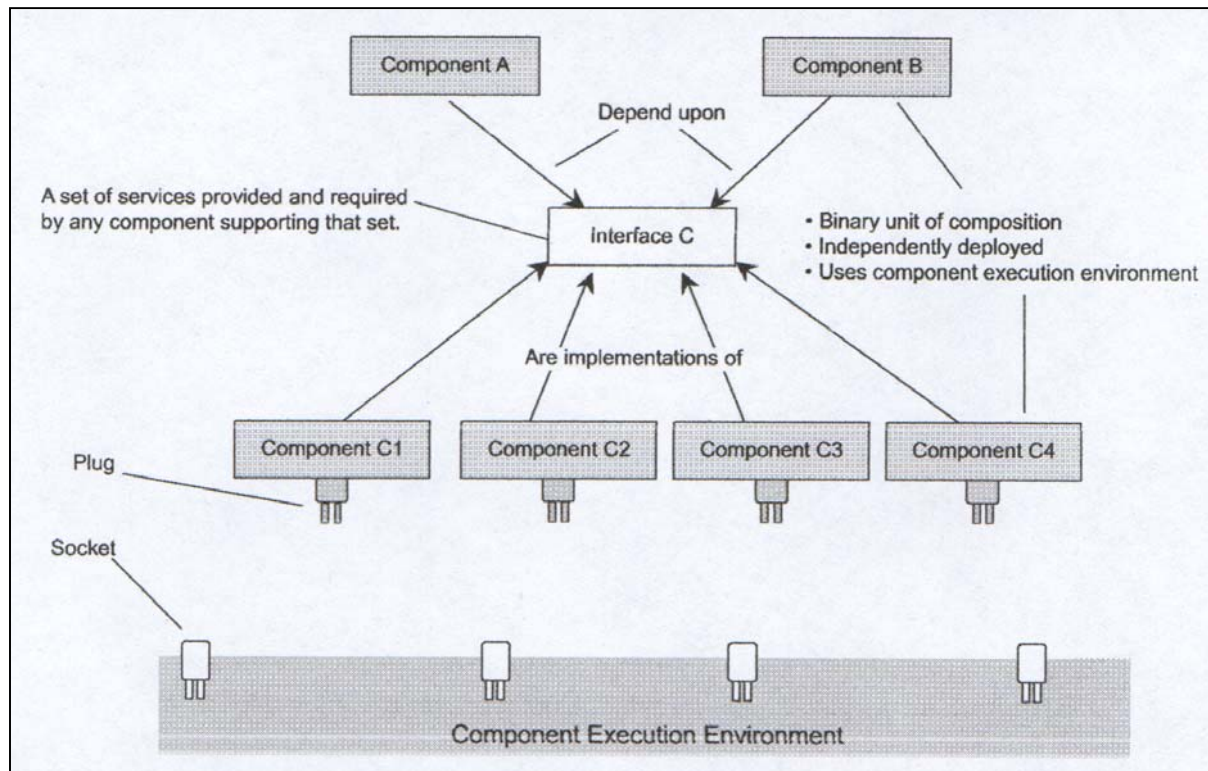 Component A
Component B
Depend upon
A set of services provided and required
by any component supporting that set.
Interface C
• Binary unit of composition
• Independently deployed
• Uses component execution environment
Are implementations of
Component C1
Component C2
Component C3
Component C4
Plug
Socket
Component Execution Environment